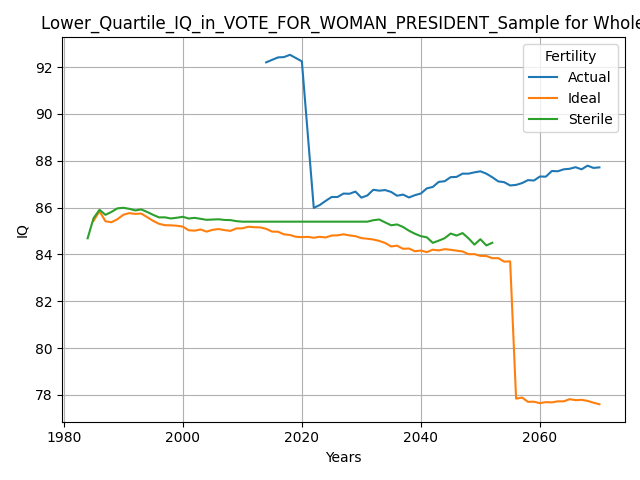 Lower_Quartile_IQ_in_VOTE_FOR_WOMAN_PRESIDENT_Sample for Whole
Fertility
Actual
Ideal
Sterile
IQ
92
90
88
86
84
82
80
78
1980 2000 2020 2040 2060
Years